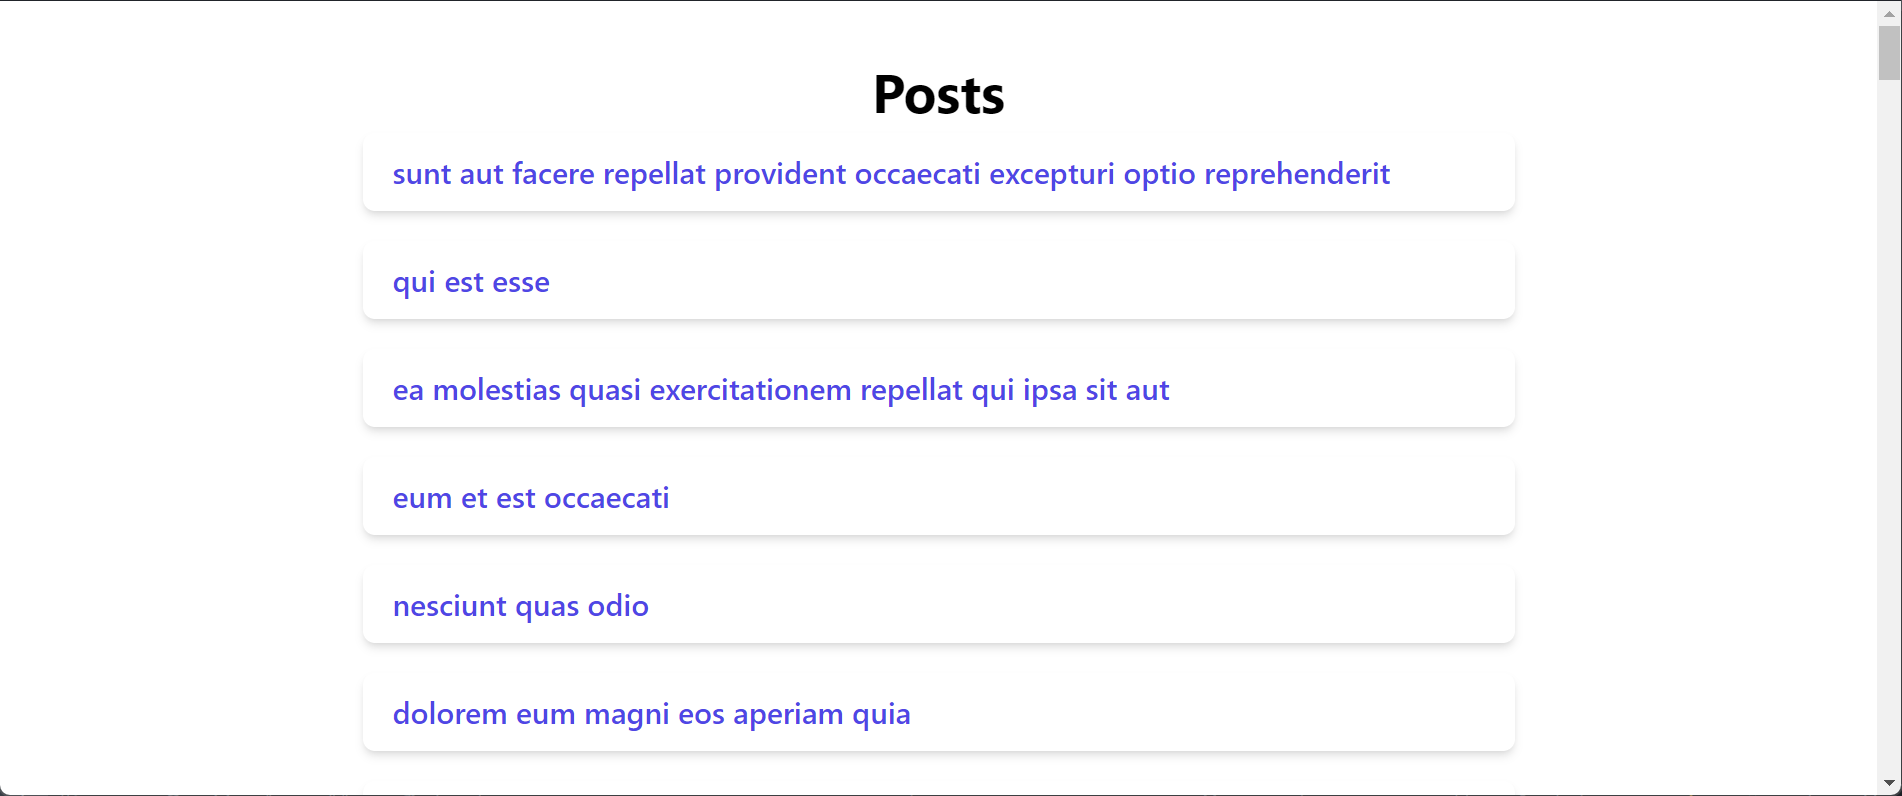 Posts
sunt aut facere repellat provident occaecati excepturi optio reprehenderit
qui est esse
ea molestias quasi exercitationem repellat qui ipsa sit aut
eum et est occaecati
nesciunt quas odio
dolorem eum magni eos aperiam quia